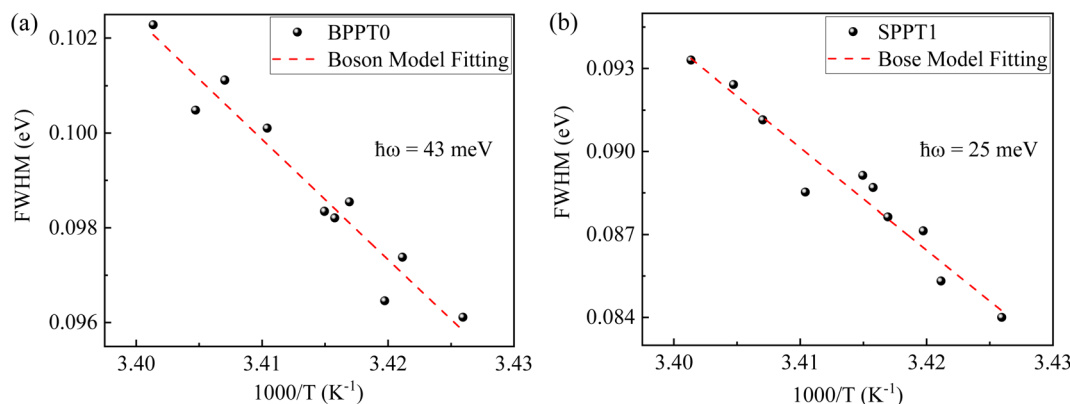 (a)
BPPT0
Boson Model Fitting
ħω = 43 meV
FWHM (eV)
0.102
0.100
0.098
0.096
3.40 3.41 3.42 3.43
1000/T (K⁻¹)
(b)
SPPT1
Bose Model Fitting
ħω = 25 meV
FWHM (eV)
0.093
0.090
0.087
0.084
3.40 3.41 3.42 3.43
1000/T (K⁻¹)